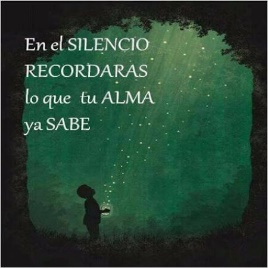 En el SILENCIO
RECORDARAS
lo que tu ALMA
ya SABE